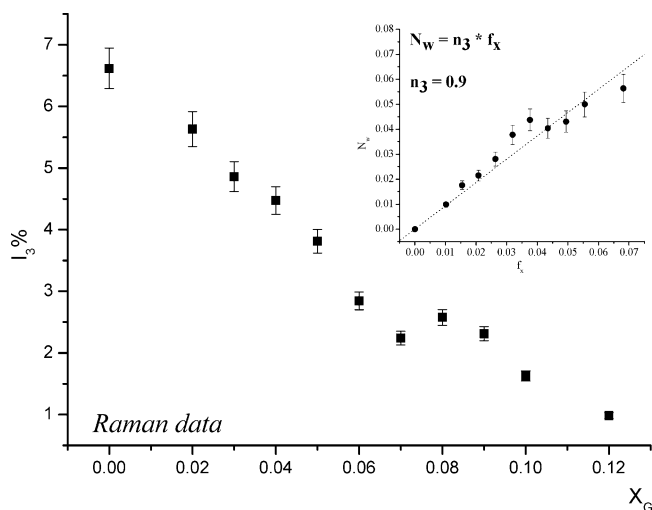 7
6
5
4
3
2
1
I₃%
0.00 0.02 0.04 0.06 0.08 0.10 0.12
X_G
Raman data
N_w = n₃ * f_x
n₃ = 0.9
0.08
0.07
0.06
0.05
0.04
0.03
0.02
0.01
0.00
N_w
0.00 0.01 0.02 0.03 0.04 0.05 0.06 0.07
f_x